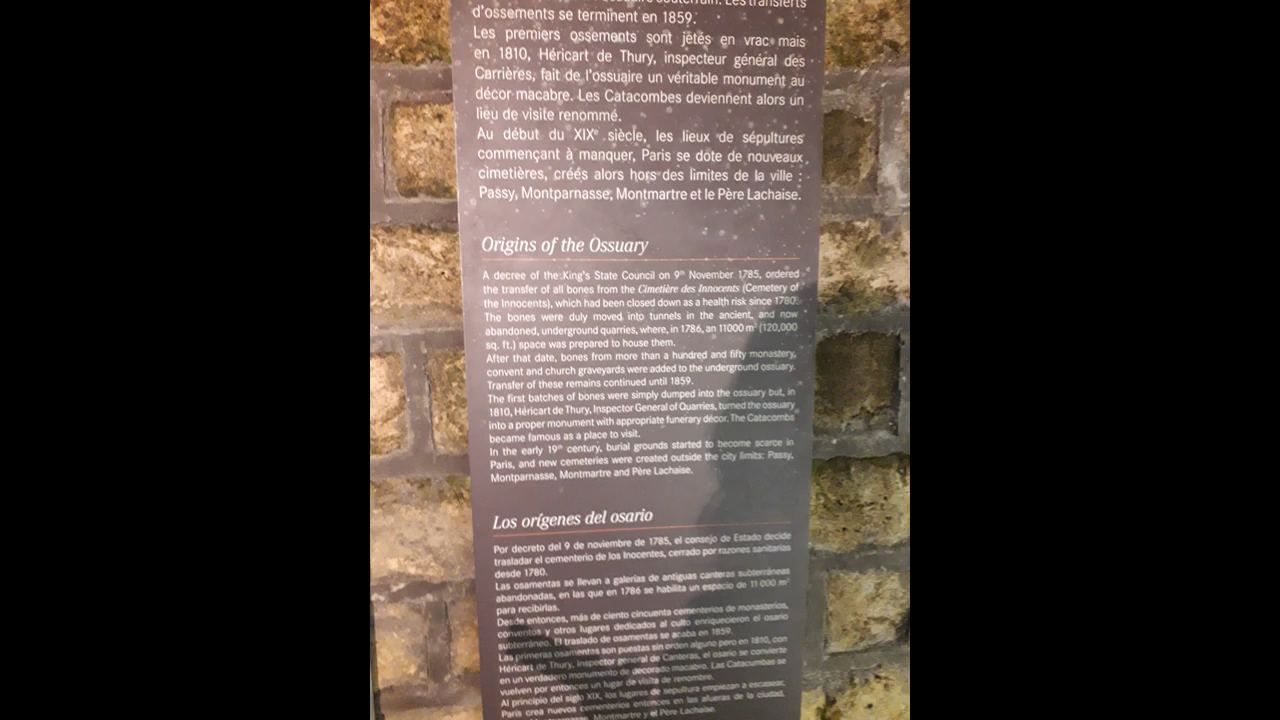 souterrain. Les transferts
d'ossements se terminent en 1859.
Les premiers ossements sont jetés en vrac mais
en 1810, Héricart de Thury, inspecteur général des
Carrières, fait de l'ossuaire un véritable monument au
décor macabre. Les Catacombes deviennent alors un
lieu de visite renommé.
Au début du XIXe siècle, les lieux de sépultures
commençant à manquer, Paris se dote de nouveaux
cimetières, créés alors hors des limites de la ville :
Passy, Montparnasse, Montmartre et le Père Lachaise.
Origins of the Ossuary
A decree of the King's State Council on 9th November 1785, ordered
the transfer of all bones from the Cimetière des Innocents (Cemetery of
the Innocents), which had been closed down as a health risk since 1780.
The bones were duly moved into tunnels in the ancient, and now
abandoned, underground quarries, where, in 1786, an 11000 m² (120,000
sq. ft.) space was prepared to house them.
After that date, bones from more than a hundred and fifty monastery,
convent and church graveyards were added to the underground ossuary.
Transfer of these remains continued until 1859.
The first batches of bones were simply dumped into the ossuary but, in
1810, Héricart de Thury, Inspector General of Quarries, turned the ossuary
into a proper monument with appropriate funerary décor. The Catacombs
became famous as a place to visit.
In the early 19th century, burial grounds started to become scarce in
Paris, and new cemeteries were created outside the city limits: Passy,
Montparnasse, Montmartre and Père Lachaise.
Los orígenes del osario
Por decreto del 9 de noviembre de 1785, el consejo de Estado decide
trasladar el cementerio de los Inocentes, cerrado por razones sanitarias
desde 1780.
Las osamentas se llevan a galerías de antiguas canteras subterráneas
abandonadas, en las que en 1786 se habilita un espacio de 11 000 m²
para recibirlas.
Desde entonces, más de ciento cincuenta cementerios de monasterios,
conventos y otros lugares dedicados al culto enriquecieron el osario
subterráneo. El traslado de osamentas se acaba en 1859.
Las primeras osamentas son puestas sin orden alguno pero en 1810, con
Héricart de Thury, inspector general de Canteras, el osario se convierte
en un verdadero monumento de decorado macabro. Las Catacumbas se
vuelven por entonces un lugar de visita de renombre.
Al principio del siglo XIX, los lugares de sepultura empiezan a escasear,
París crea nuevos cementerios entonces en las afueras de la ciudad,
Montparnasse, Montmartre y el Père Lachaise.